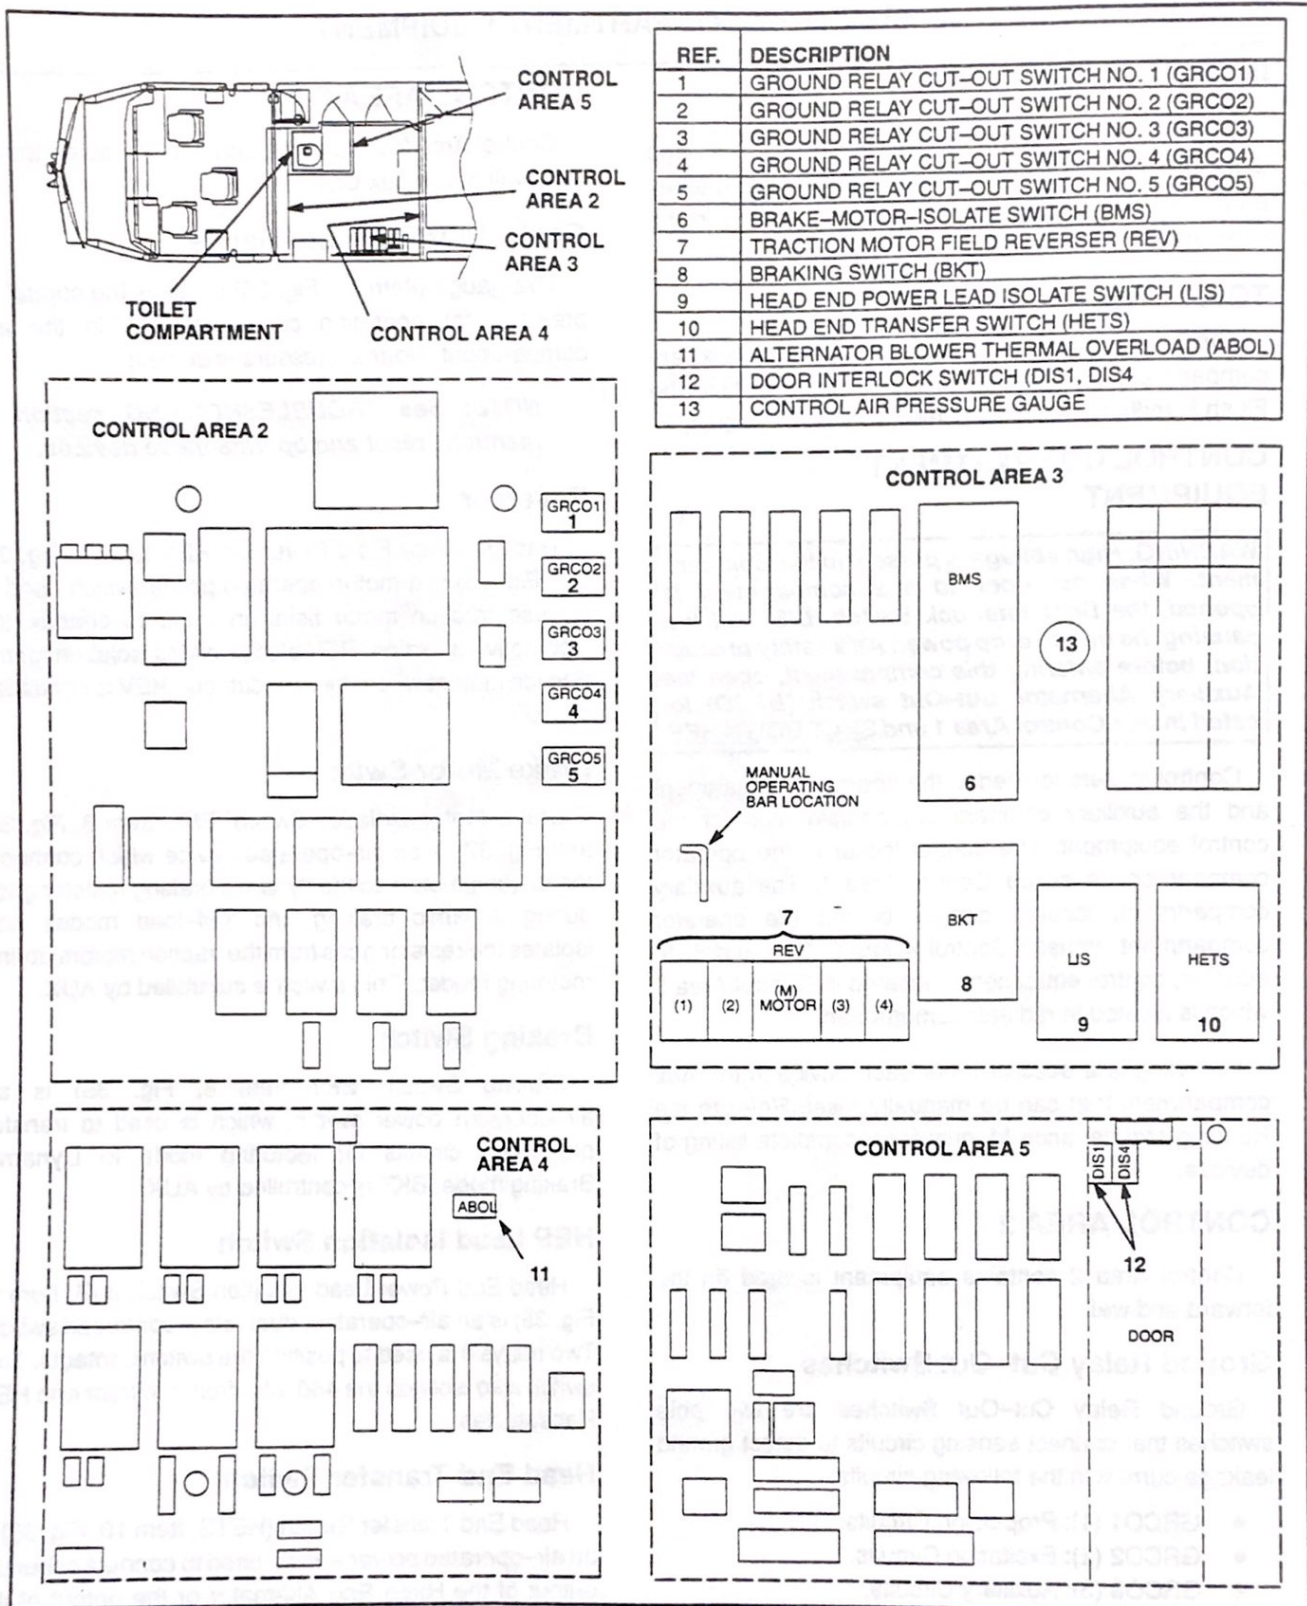 CONTROL
AREA 5
CONTROL
AREA 2
CONTROL
AREA 3
TOILET
COMPARTMENT
CONTROL AREA 4
REF. DESCRIPTION
1 GROUND RELAY CUT–OUT SWITCH NO. 1 (GRCO1)
2 GROUND RELAY CUT–OUT SWITCH NO. 2 (GRCO2)
3 GROUND RELAY CUT–OUT SWITCH NO. 3 (GRCO3)
4 GROUND RELAY CUT–OUT SWITCH NO. 4 (GRCO4)
5 GROUND RELAY CUT–OUT SWITCH NO. 5 (GRCO5)
6 BRAKE–MOTOR–ISOLATE SWITCH (BMS)
7 TRACTION MOTOR FIELD REVERSER (REV)
8 BRAKING SWITCH (BKT)
9 HEAD END POWER LEAD ISOLATE SWITCH (LIS)
10 HEAD END TRANSFER SWITCH (HETS)
11 ALTERNATOR BLOWER THERMAL OVERLOAD (ABOL)
12 DOOR INTERLOCK SWITCH (DIS1, DIS4
13 CONTROL AIR PRESSURE GAUGE
CONTROL AREA 2
GRCO1
1
GRCO2
2
GRCO3
3
GRCO4
4
GRCO5
5
CONTROL AREA 3
BMS
6
13
MANUAL
OPERATING
BAR LOCATION
7
REV
(1) (2) (M) MOTOR (3) (4)
BKT
8
LIS
9
HETS
10
CONTROL
AREA 4
ABOL
11
CONTROL AREA 5
DIS1
DIS4
12
DOOR